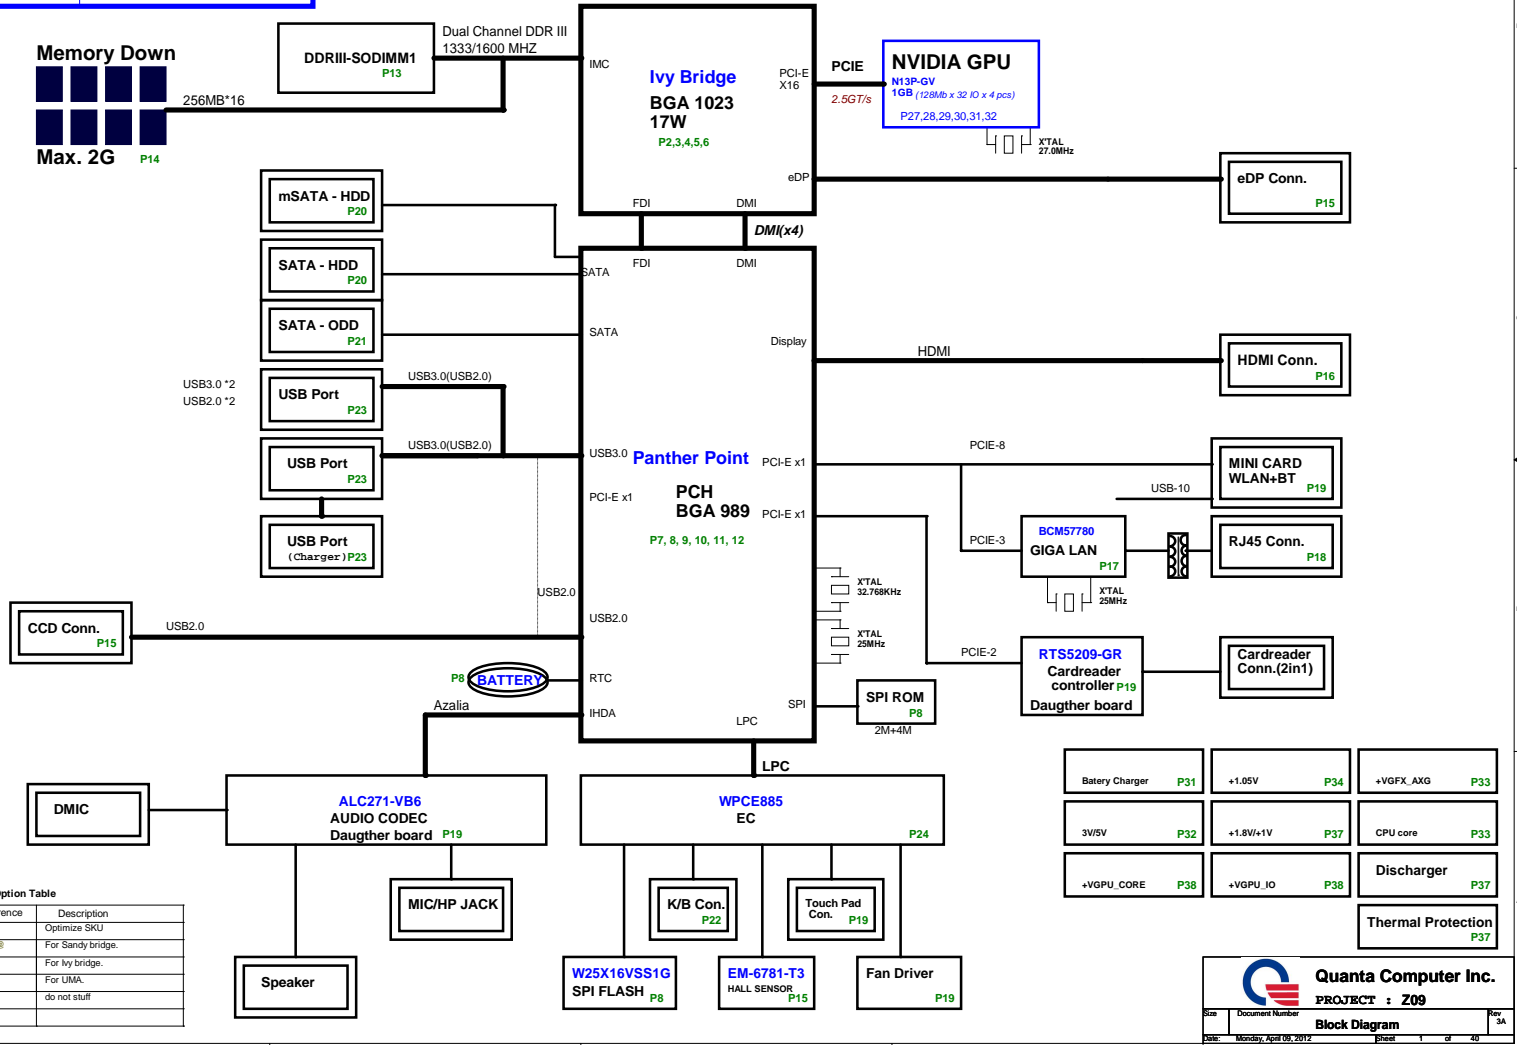 Memory Down
256MB*16
Max. 2G P14
DDRIII-SODIMM1
P13
Dual Channel DDR III
1333/1600 MHZ
IMC
Ivy Bridge
BGA 1023
17W
P2,3,4,5,6
PCI-E
X16
eDP
FDI
DMI
PCIE
2.5GT/s
NVIDIA GPU
N13P-GV
1GB (128Mb x 32 IO x 4 pcs)
P27,28,29,30,31,32
X'TAL
27.0MHz
eDP Conn.
P15
DMI(x4)
mSATA - HDD
P20
SATA - HDD
P20
SATA - ODD
P21
USB3.0 *2
USB2.0 *2
USB Port
P23
USB3.0(USB2.0)
USB Port
P23
USB3.0(USB2.0)
USB Port
(Charger)P23
USB2.0
CCD Conn.
P15
USB2.0
P8
BATTERY
Azalia
FDI
DMI
SATA
SATA
Display
USB3.0
Panther Point
PCI-E x1
PCI-E x1
PCH
BGA 989
PCI-E x1
P7, 8, 9, 10, 11, 12
USB2.0
RTC
IHDA
SPI
LPC
HDMI
HDMI Conn.
P16
PCIE-8
MINI CARD
WLAN+BT
P19
USB-10
PCIE-3
BCM57780
GIGA LAN
P17
RJ45 Conn.
P18
X'TAL
25MHz
X'TAL
32.768KHz
X'TAL
25MHz
PCIE-2
RTS5209-GR
Cardreader
controller P19
Daugther board
Cardreader
Conn.(2in1)
SPI ROM
P8
2M+4M
LPC
DMIC
ALC271-VB6
AUDIO CODEC
Daugther board P19
WPCE885
EC
P24
Speaker
MIC/HP JACK
K/B Con.
P22
Touch Pad
Con. P19
W25X16VSS1G
SPI FLASH P8
EM-6781-T3
HALL SENSOR
P15
Fan Driver
P19
Batery Charger P31
+1.05V P34
+VGFX_AXG P33
3V/5V P32
+1.8V/+1V P37
CPU core P33
+VGPU_CORE P38
+VGPU_IO P38
Discharger
P37
Thermal Protection
P37
ption Table
ence Description
Optimize SKU
For Sandy bridge.
For Ivy bridge.
For UMA.
do not stuff
Quanta Computer Inc.
PROJECT : Z09
Size Document Number Rev
Block Diagram 3A
Date: Monday, April 09, 2012 Sheet 1 of 40